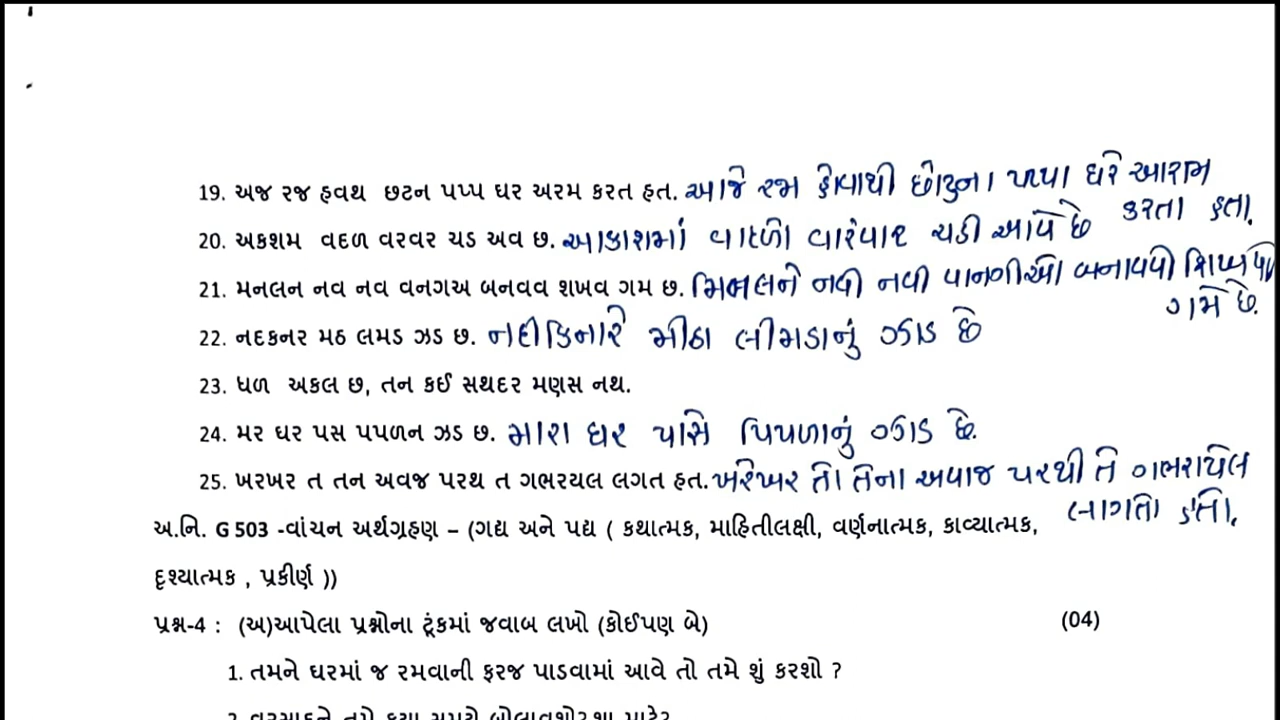 19. અજ રજ હવથ છટન પપ્પ ઘર અરમ કરત હત. આજે રજા હોવાથી છોટુના પપ્પા ઘરે આરામ
કરતા હતા.
20. અકશમ વદળ વરવર ચડ અવ છ. આકાશમાં વાદળો વારંવાર ચડી આવે છે
21. મનલન નવ નવ વનગઅ બનવવ શખવ ગમ છ. મિનલને નવી નવી વાનગીઓ બનાવવી
ગમે છે.
22. નદકનર મઠ લમડ ઝડ છ. નદીકિનારે મીઠા લીમડાનું ઝાડ છે
23. ધળ અકલ છ, તન કઈ સથદર મણસ નથ.
24. મર ઘર પસ પપળન ઝડ છ. મારા ઘર પાસે પિપળાનું ઝાડ છે.
25. ખરખર ત તન અવજ પરથ ત ગભરયલ લગત હત. ખરેખર તો તેના અવાજ પરથી તે ગભરાયેલ
લાગતો હતો.
અ.નિ. G 503 -વાંચન અર્થગ્રહણ – (ગદ્ય અને પદ્ય ( કથાત્મક, માહિતીલક્ષી, વર્ણનાત્મક, કાવ્યાત્મક,
દૃશ્યાત્મક , પ્રકીર્ણ ))
પ્રશ્ન-4 : (અ)આપેલા પ્રશ્નોના ટૂંકમાં જવાબ લખો (કોઈપણ બે) (04)
1. તમને ઘરમાં જ રમવાની ફરજ પાડવામાં આવે તો તમે શું કરશો ?